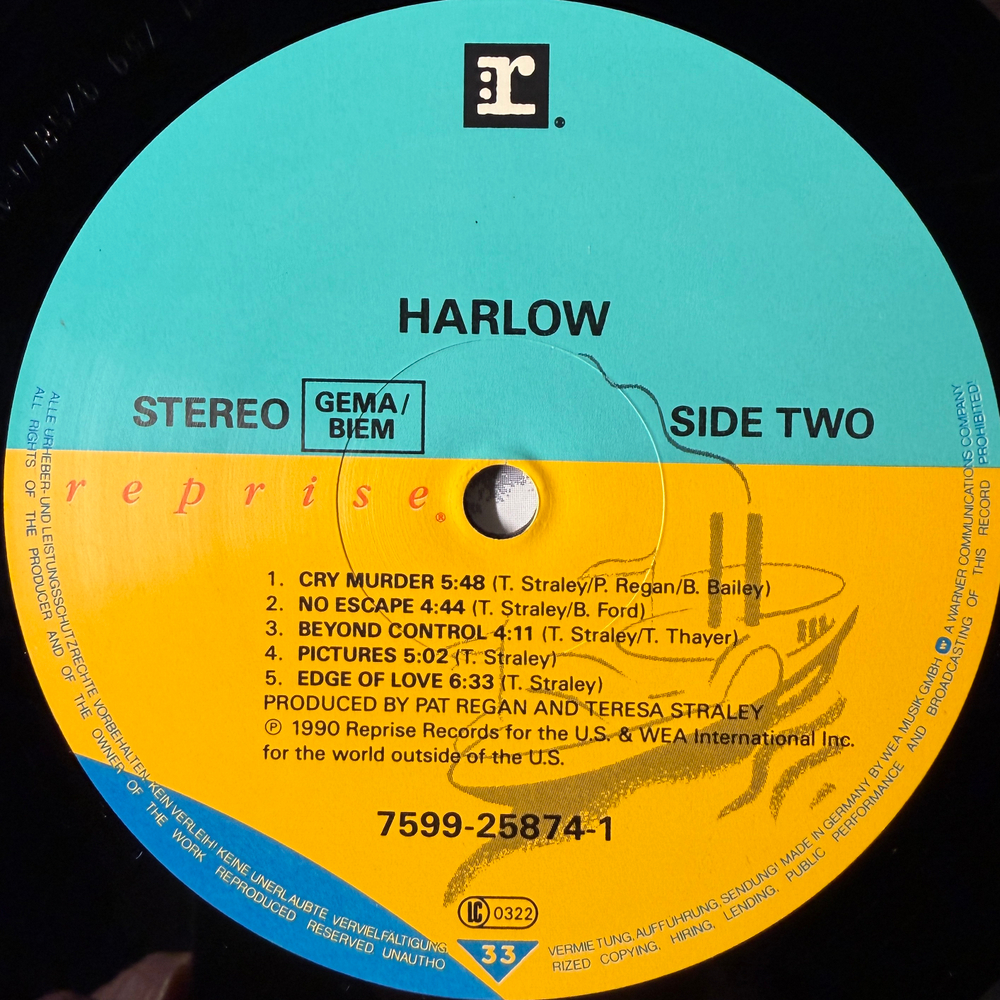 r
HARLOW
STEREO
GEMA/
BIEM
SIDE TWO
reprise®
1. CRY MURDER 5:48 (T. Straley/P. Regan/B. Bailey)
2. NO ESCAPE 4:44 (T. Straley/B. Ford)
3. BEYOND CONTROL 4:11 (T. Straley/T. Thayer)
4. PICTURES 5:02 (T. Straley)
5. EDGE OF LOVE 6:33 (T. Straley)
PRODUCED BY PAT REGAN AND TERESA STRALEY
Ⓟ 1990 Reprise Records for the U.S. & WEA International Inc.
for the world outside of the U.S.
7599-25874-1
LC 0322
33
ALLE URHEBER- UND LEISTUNGSSCHUTZRECHTE VORBEHALTEN. KEIN VERLEIH! KEINE UNERLAUBTE VERVIELFÄLTIGUNG, VERMIETUNG, AUFFÜHRUNG, SENDUNG! MADE IN GERMANY BY WEA MUSIK GMBH A WARNER COMMUNICATIONS COMPANY
ALL RIGHTS OF THE PRODUCER AND OF THE OWNER OF THE WORK REPRODUCED RESERVED UNAUTHORIZED COPYING, HIRING, LENDING, PUBLIC PERFORMANCE AND BROADCASTING OF THIS RECORD PROHIBITED!